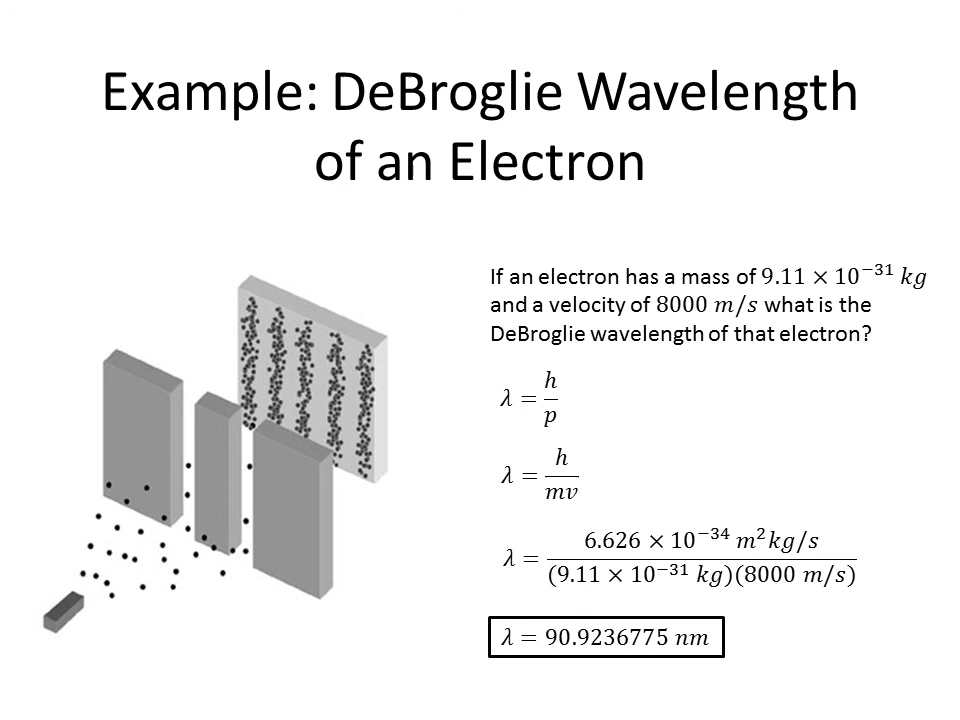 Example: DeBroglie Wavelength
of an Electron
If an electron has a mass of 9.11 × 10⁻³¹ kg
and a velocity of 8000 m/s what is the
DeBroglie wavelength of that electron?
λ = h/p
λ = h/mv
λ = 6.626 × 10⁻³⁴ m²kg/s / (9.11 × 10⁻³¹ kg)(8000 m/s)
λ = 90.9236775 nm